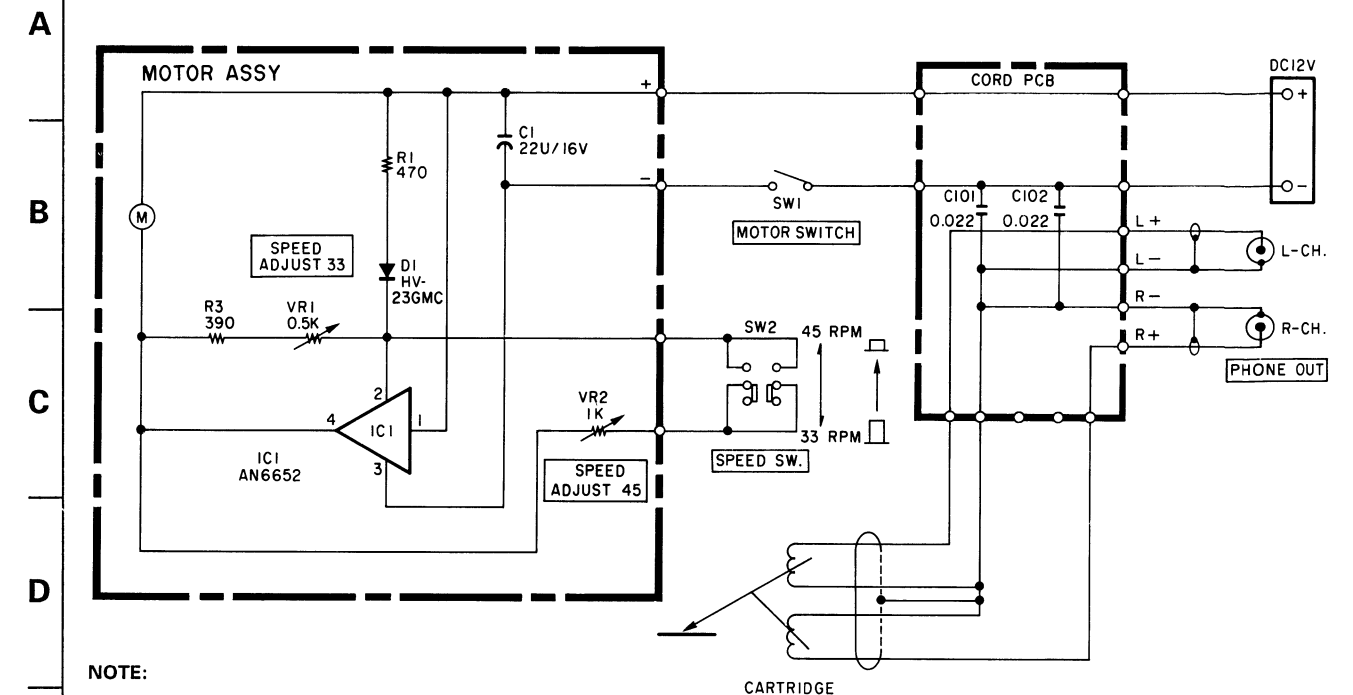 A
B
C
D
MOTOR ASSY
+
C1
22U/16V
R1
470
−
M
SPEED
ADJUST 33
D1
HV-
23GMC
R3
390
VR1
0.5K
2
4
IC1
1
3
IC1
AN6652
VR2
1K
SPEED
ADJUST 45
SW1
MOTOR SWITCH
SW2
45 RPM
33 RPM
SPEED SW.
CORD PCB
C101
0.022
C102
0.022
DC12V
+
−
L+
L−
L-CH.
R−
R+
R-CH.
PHONE OUT
CARTRIDGE
NOTE: